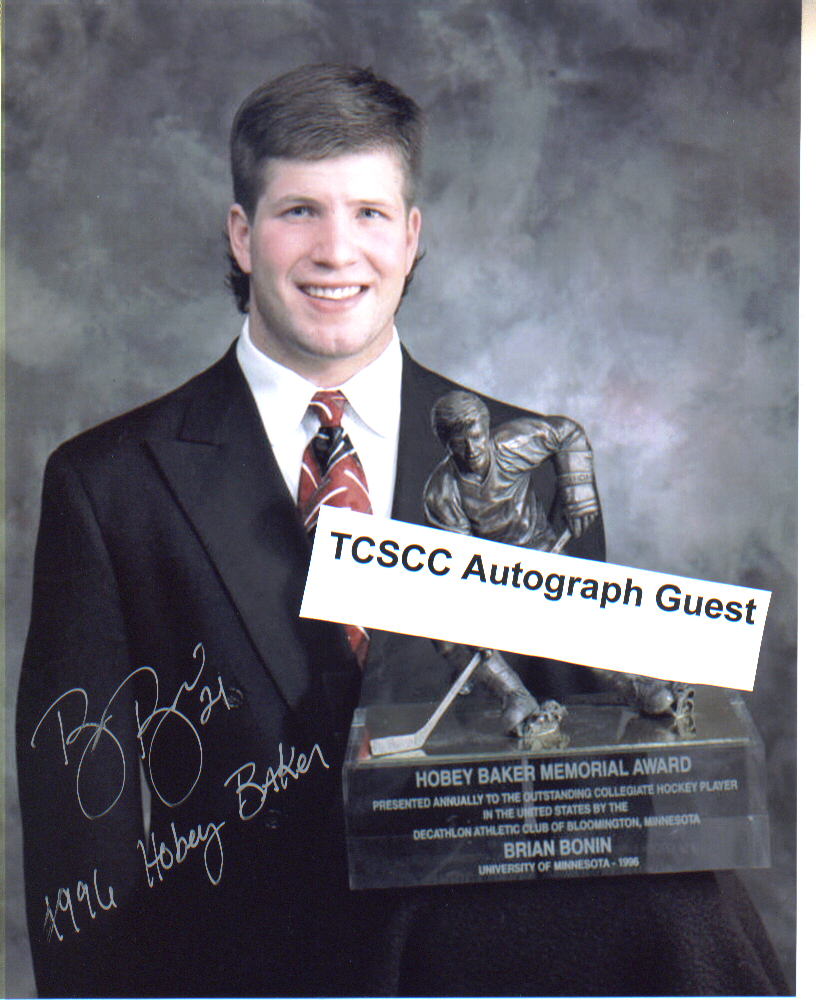 TCSCC Autograph Guest
21
1996 Hobey Baker
HOBEY BAKER MEMORIAL AWARD
PRESENTED ANNUALLY TO THE OUTSTANDING COLLEGIATE HOCKEY PLAYER
IN THE UNITED STATES BY THE
DECATHLON ATHLETIC CLUB OF BLOOMINGTON, MINNESOTA
BRIAN BONIN
UNIVERSITY OF MINNESOTA - 1996